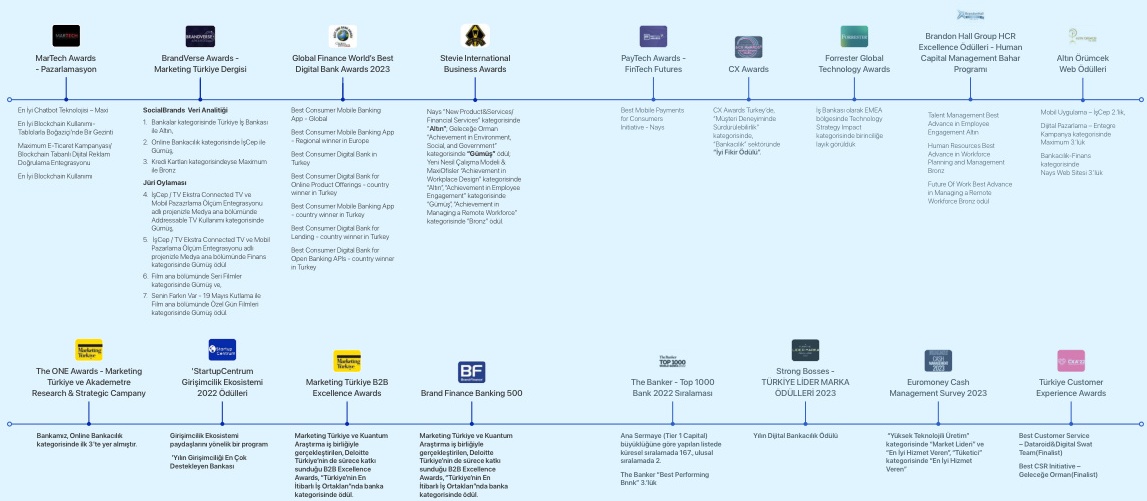 MARTECH
MarTech Awards
- Pazarlamasyon
En İyi Chatbot Teknolojisi – Maxi
En İyi Blockchain Kullanımı-
Tablolarla Boğaziçi'nde Bir Gezinti
Maximum E-Ticaret Kampanyası/
Blockchain Tabanlı Dijital Reklam
Doğrulama Entegrasyonu
En İyi Blockchain Kullanımı
BRANDVERSE
BrandVerse Awards -
Marketing Türkiye Dergisi
SocialBrands Veri Analitiği
1. Bankalar kategorisinde Türkiye İş Bankası
ile Altın,
2. Online Bankacılık kategorisinde İşCep ile
Gümüş,
3. Kredi Kartları kategorisindeyse Maximum
ile Bronz
Jüri Oylaması
4. İşCep / TV Ekstra Connected TV ve
Mobil Pazazrlama Ölçüm Entegrasyonu
adlı projenizle Medya ana bölümünde
Addressable TV Kullanımı kategorisinde
Gümüş,
5. İşCep / TV Ekstra Connected TV ve Mobil
Pazarlama Ölçüm Entegrasyonu adlı
projenizle Medya ana bölümünde Finans
kategorisinde Gümüş ödül
6. Film ana bölümünde Seri Filmler
kategorisinde Gümüş ve,
7. Senin Farkın Var - 19 Mayıs Kutlama ile
Film ana bölümünde Özel Gün Filmleri
kategorisinde Gümüş ödül
Global Finance World's Best
Digital Bank Awards 2023
Best Consumer Mobile Banking
App - Global
Best Consumer Mobile Banking
App - Regional winner in Europe
Best Consumer Digital Bank in
Turkey
Best Consumer Digital Bank for
Online Product Offerings - country
winner in Turkey
Best Consumer Mobile Banking App
- country winner in Turkey
Best Consumer Digital Bank for
Lending - country winner in Turkey
Best Consumer Digital Bank for
Open Banking APIs - country winner
in Turkey
Stevie International
Business Awards
Nays "New Product&Services/
Financial Services" kategorisinde
"Altın", Geleceğe Orman
"Achievement in Environment,
Social, and Government"
kategorisinde "Gümüş" ödül,
Yeni Nesil Çalışma Modeli &
MaxiOfisler "Achievement in
Workplace Design" kategorisinde
"Altın", "Achievement in Employee
Engagement" kategorisinde
"Gümüş", "Achievement in
Managing a Remote Workforce"
kategorisinde "Bronz" ödül
PayTech Awards -
FinTech Futures
Best Mobile Payments
for Consumers
Initiative - Nays
CX Awards
CX Awards Turkey'de,
"Müşteri Deneyiminde
Sürdürülebilirlik"
kategorisinde,
"Bankacılık" sektöründe
"İyi Fikir Ödülü".
FORRESTER
Forrester Global
Technology Awards
İş Bankası olarak EMEA
bölgesinde Technology
Strategy Impact
kategorisinde birinciliğe
layık görüldük
Brandon Hall Group HCR
Excellence Ödülleri - Human
Capital Management Bahar
Programı
Talent Management Best
Advance in Employee
Engagement Altın
Human Resources Best
Advance in Workforce
Planning and Management
Bronz
Future Of Work Best Advance
in Managing a Remote
Workforce Bronz ödül
Altın Örümcek
Web Ödülleri
Mobil Uygulama – İşCep 2.'lik,
Dijital Pazarlama – Entegre
Kampanya kategorisinde
Maximum 3.'lük
Bankacılık-Finans
kategorisinde
Nays Web Sitesi 3.'lük
Marketing
Türkiye
The ONE Awards - Marketing
Türkiye ve Akademetre
Research & Strategic Campany
Bankamız, Online Bankacılık
kategorisinde ilk 3'te yer almıştır.
Startup
Centrum
'StartupCentrum
Girişimcilik Ekosistemi
2022 Ödülleri
Girişimcilik Ekosistemi
paydaşlarını yönelik bir program
'Yılın Girişimciliği En Çok
Destekleyen Bankası
Marketing
Türkiye
Marketing Türkiye B2B
Excellence Awards
Marketing Türkiye ve Kuantum
Araştırma iş birliğiyle
gerçekleştirilen, Deloitte
Türkiye'nin de sürece katkı
sunduğu B2B Excellence
Awards, "Türkiye'nin En
İtibarlı İş Ortakları"nda banka
kategorisinde ödül.
BF
Brand Finance Banking 500
Marketing Türkiye ve Kuantum
Araştırma iş birliğiyle
gerçekleştirilen, Deloitte
Türkiye'nin de sürece katkı
sunduğu B2B Excellence
Awards, "Türkiye'nin En
İtibarlı İş Ortakları"nda banka
kategorisinde ödül.
The Banker
TOP 1000
The Banker - Top 1000
Bank 2022 Sıralaması
Ana Sermaye (Tier 1 Capital)
büyüklüğüne göre yapılan listede
küresel sıralamada 167., ulusal
sıralamada 2.
The Banker "Best Performing
Bnnk" 3.'lük
Strong Bosses -
TÜRKİYE LİDER MARKA
ÖDÜLLERİ 2023
Yılın Dijital Bankacılık Ödülü
Euromoney Cash
Management Survey 2023
"Yüksek Teknolojili Üretim"
kategorisinde "Market Lideri" ve
"En İyi Hizmet Veren", "Tüketici"
kategorisinde "En İyi Hizmet
Veren"
Türkiye Customer
Experience Awards
Best Customer Service
– Dataroid&Digital Swat
Team(Finalist)
Best CSR Initiative –
Geleceğe Orman(Finalist)